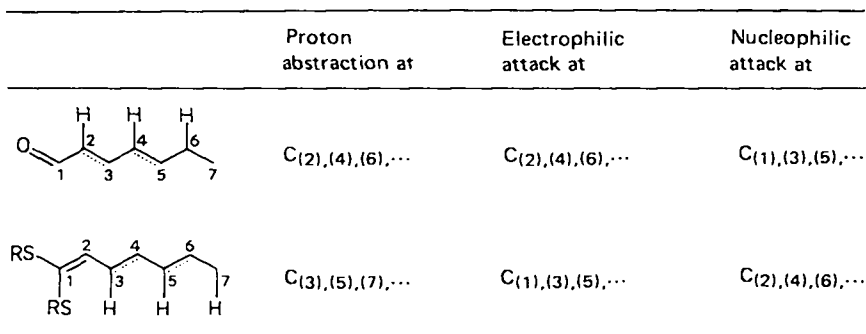 Proton Electrophilic Nucleophilic
abstraction at attack at attack at
H H H
O 2 4 6
1 3 5 7
C(2),(4),(6),··· C(2),(4),(6),··· C(1),(3),(5),···
RS 2 4 6
1 3 5 7
RS H H H
C(3),(5),(7),··· C(1),(3),(5),··· C(2),(4),(6),···